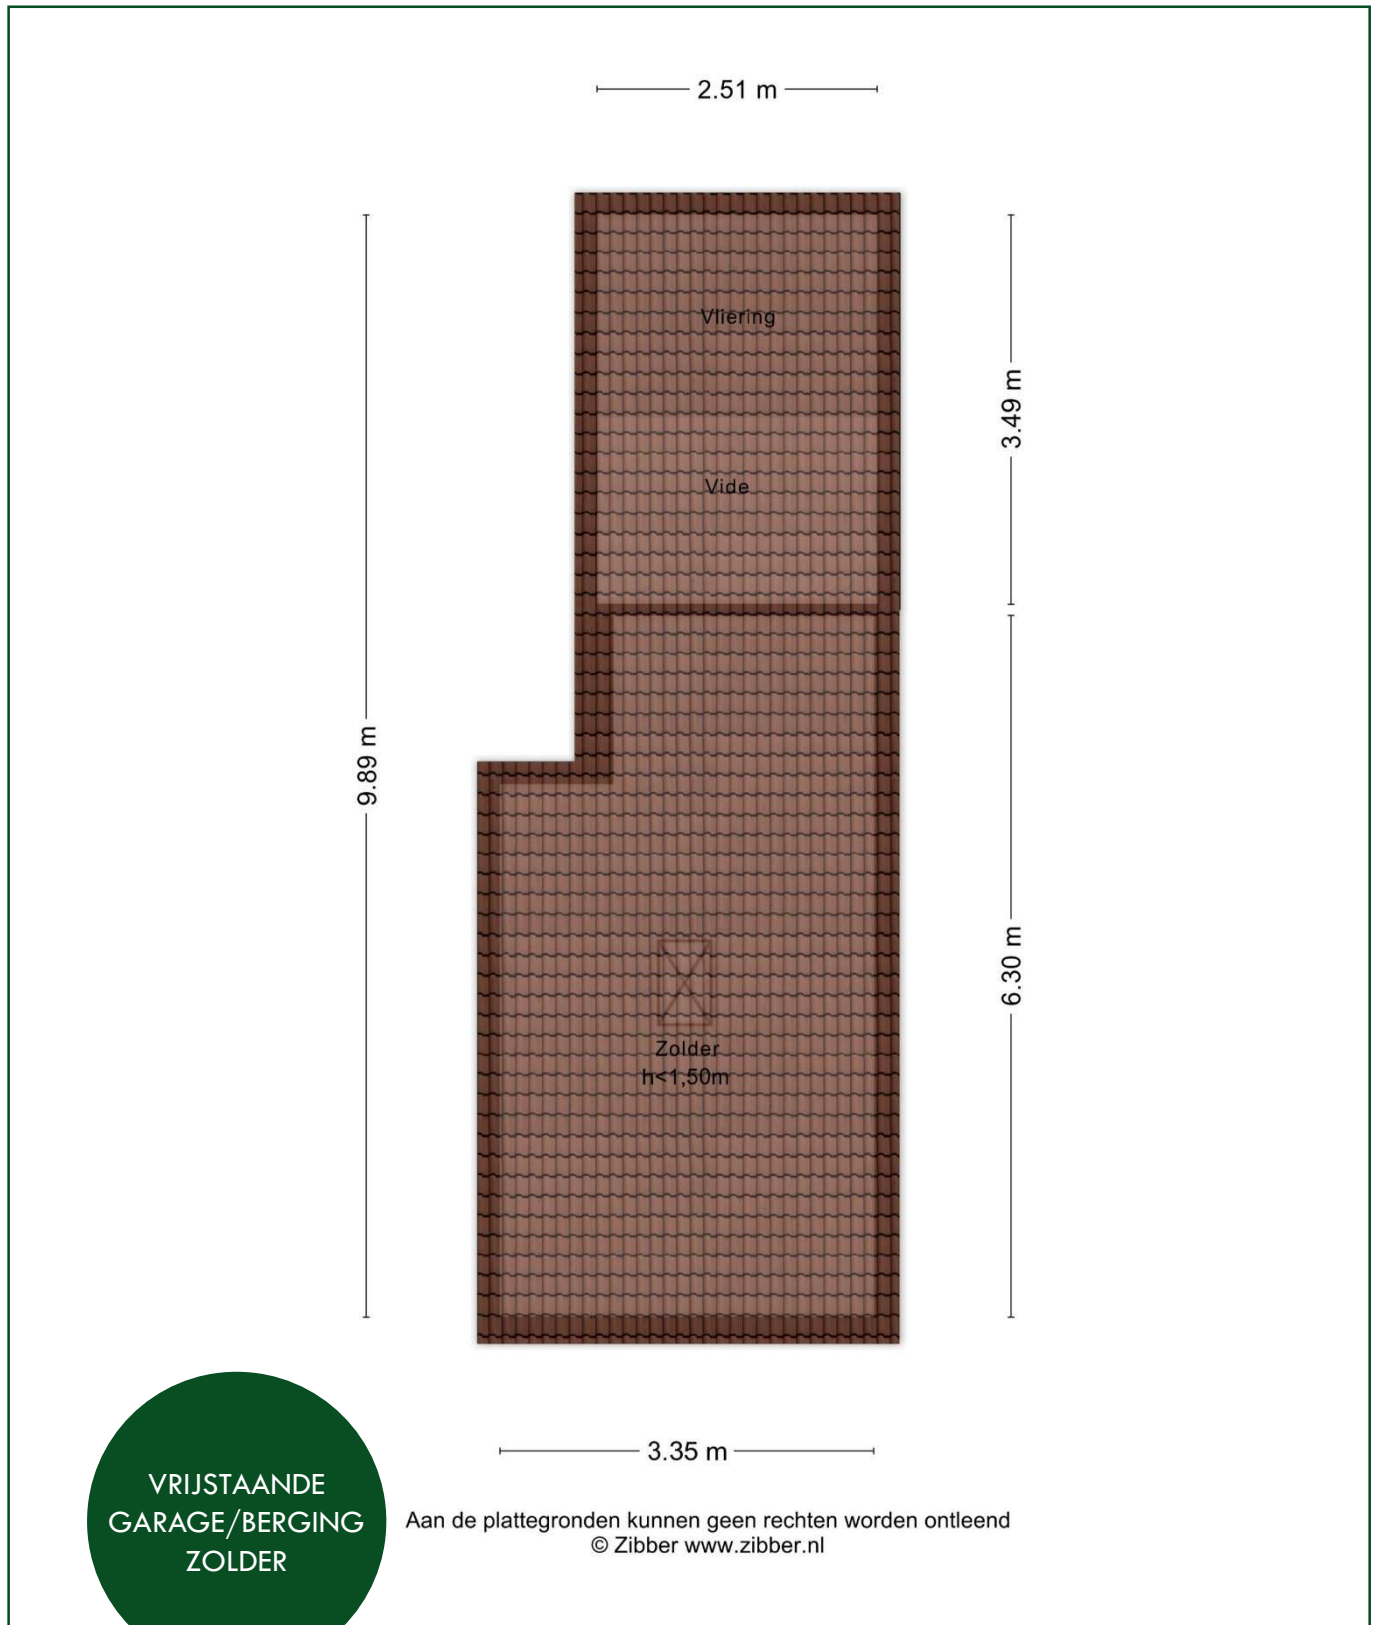 2.51 m
Vliering
3.49 m
Vide
9.89 m
6.30 m
Zolder
h<1,50m
3.35 m
VRIJSTAANDE
GARAGE/BERGING
ZOLDER
Aan de plattegronden kunnen geen rechten worden ontleend
© Zibber www.zibber.nl